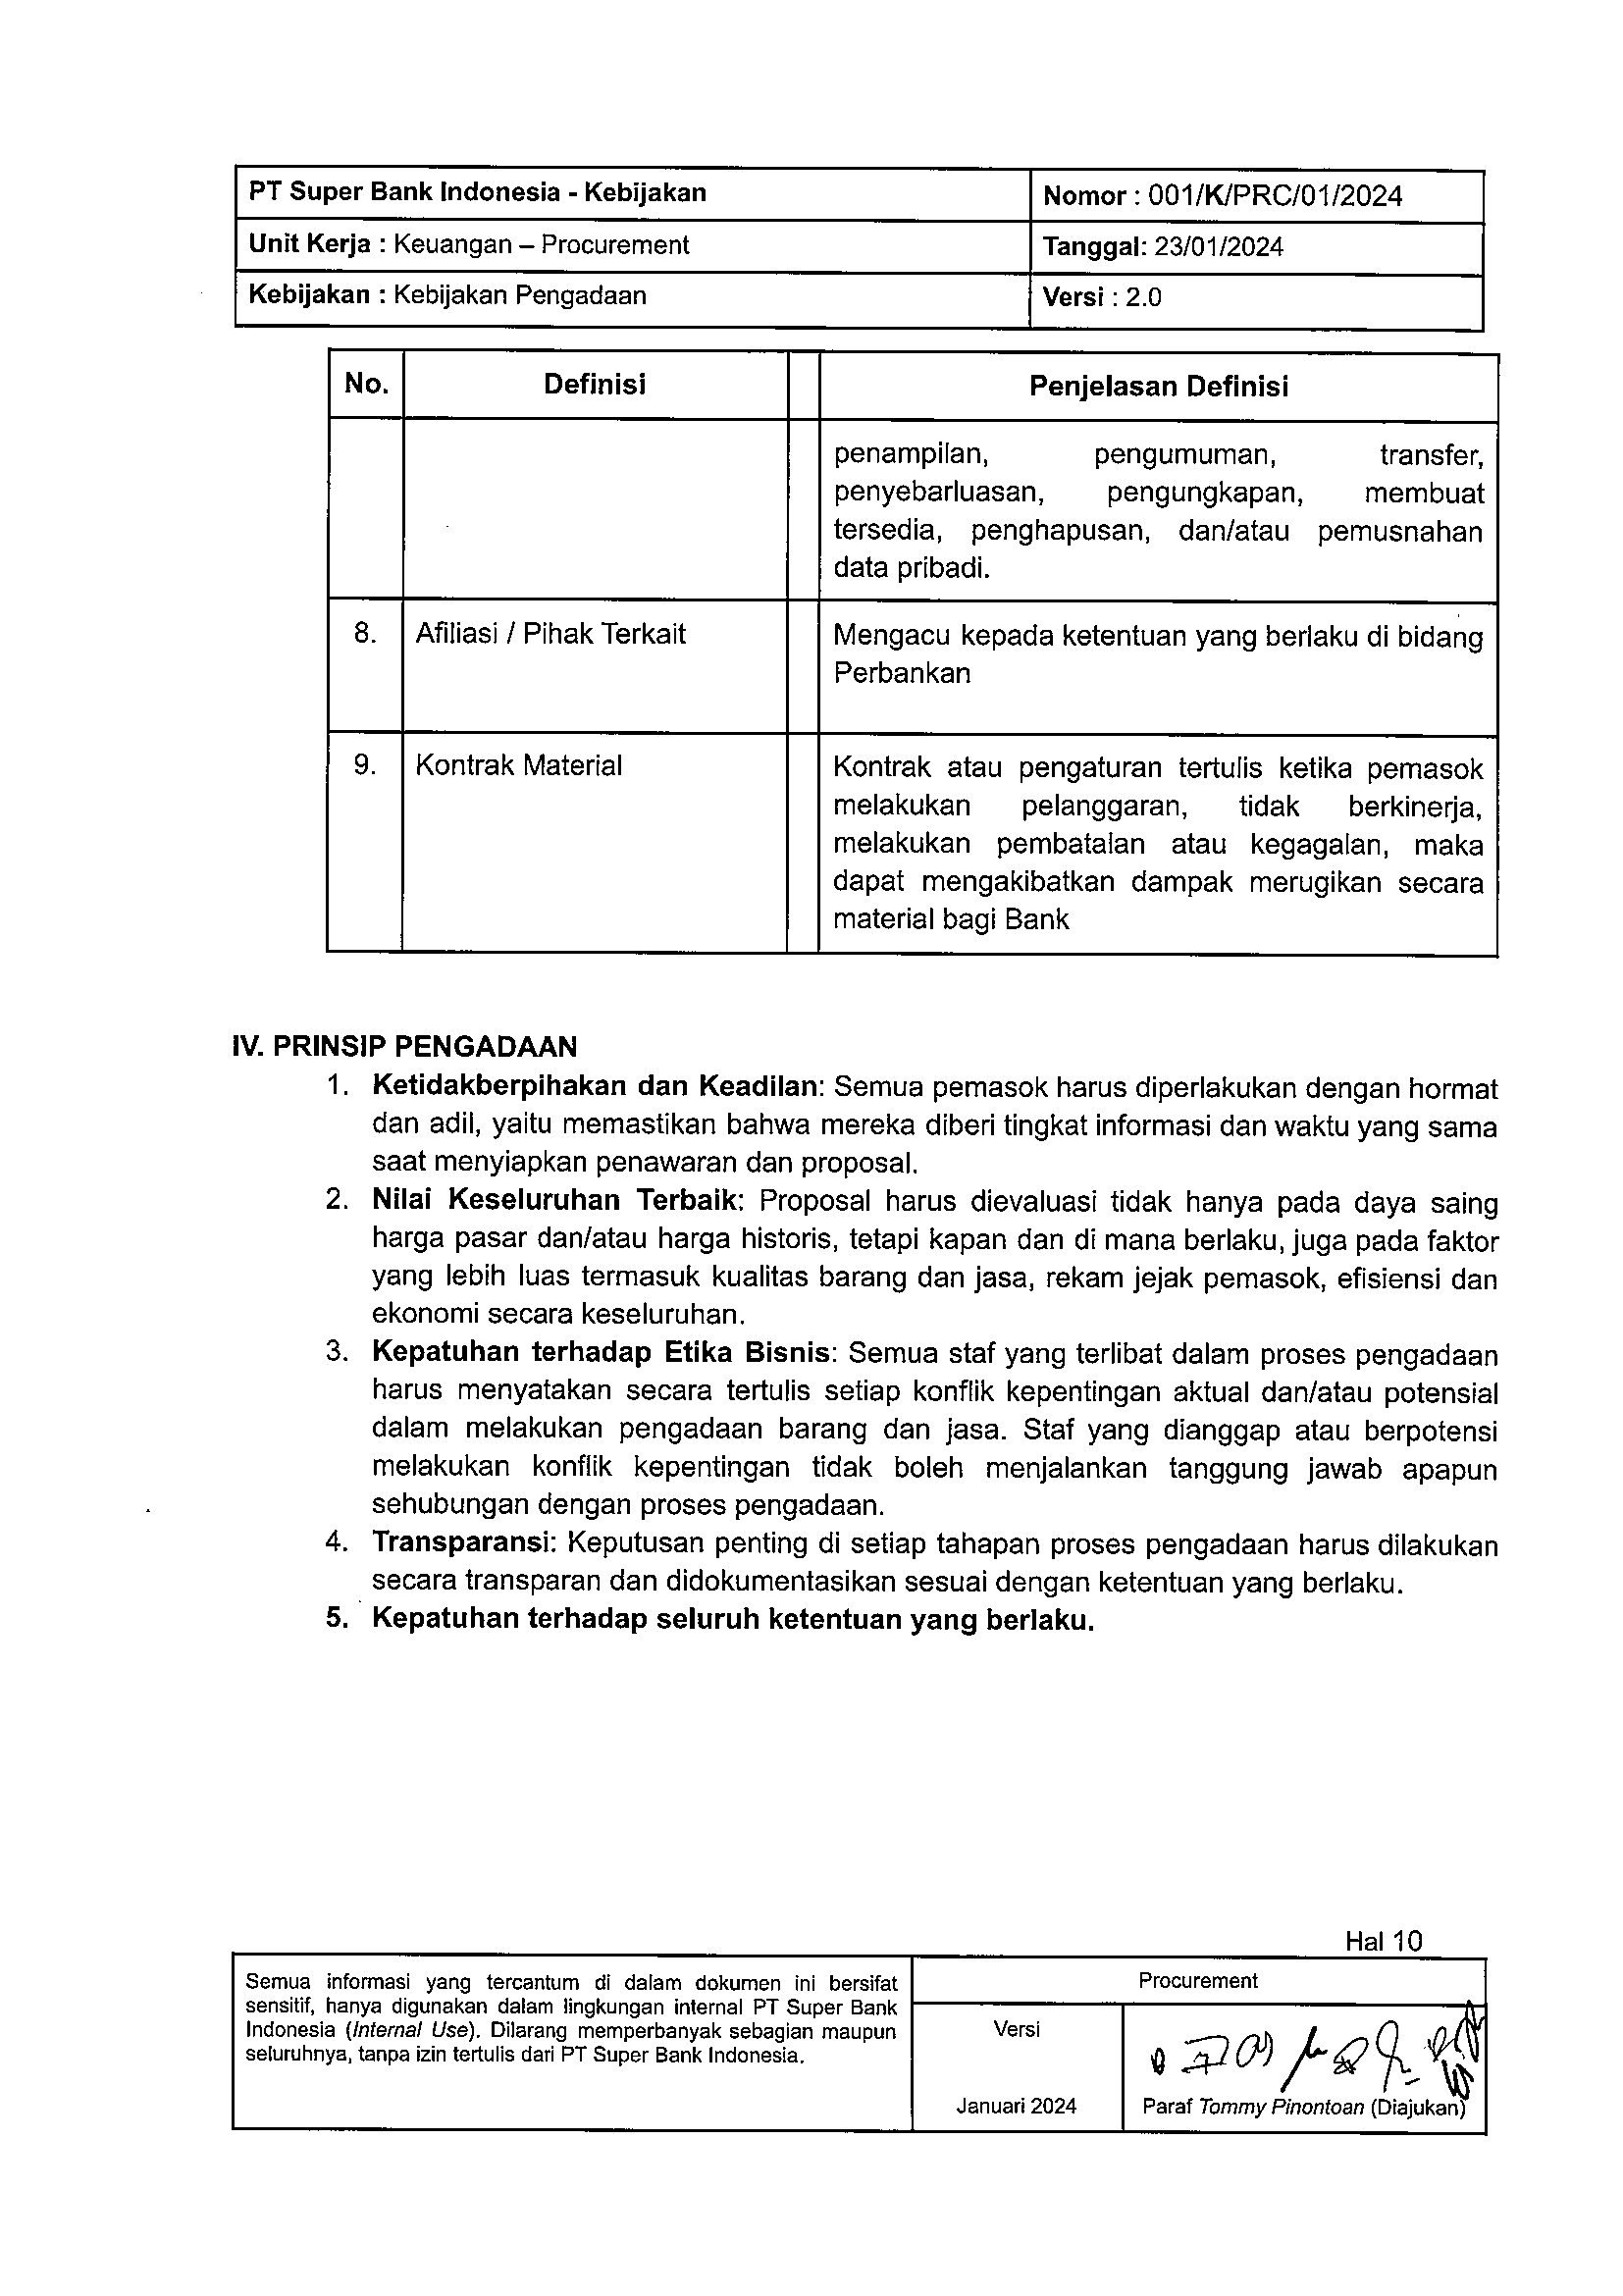 PT Super Bank Indonesia - Kebijakan
Nomor : 001/K/PRC/01/2024
Unit Kerja : Keuangan – Procurement
Tanggal: 23/01/2024
Kebijakan : Kebijakan Pengadaan
Versi : 2.0
No. Definisi Penjelasan Definisi
penampilan, pengumuman, transfer,
penyebarluasan, pengungkapan, membuat
tersedia, penghapusan, dan/atau pemusnahan
data pribadi.
8. Afiliasi / Pihak Terkait Mengacu kepada ketentuan yang berlaku di bidang
Perbankan
9. Kontrak Material Kontrak atau pengaturan tertulis ketika pemasok
melakukan pelanggaran, tidak berkinerja,
melakukan pembatalan atau kegagalan, maka
dapat mengakibatkan dampak merugikan secara
material bagi Bank
IV. PRINSIP PENGADAAN
1. Ketidakberpihakan dan Keadilan: Semua pemasok harus diperlakukan dengan hormat
dan adil, yaitu memastikan bahwa mereka diberi tingkat informasi dan waktu yang sama
saat menyiapkan penawaran dan proposal.
2. Nilai Keseluruhan Terbaik: Proposal harus dievaluasi tidak hanya pada daya saing
harga pasar dan/atau harga historis, tetapi kapan dan di mana berlaku, juga pada faktor
yang lebih luas termasuk kualitas barang dan jasa, rekam jejak pemasok, efisiensi dan
ekonomi secara keseluruhan.
3. Kepatuhan terhadap Etika Bisnis: Semua staf yang terlibat dalam proses pengadaan
harus menyatakan secara tertulis setiap konflik kepentingan aktual dan/atau potensial
dalam melakukan pengadaan barang dan jasa. Staf yang dianggap atau berpotensi
melakukan konflik kepentingan tidak boleh menjalankan tanggung jawab apapun
sehubungan dengan proses pengadaan.
4. Transparansi: Keputusan penting di setiap tahapan proses pengadaan harus dilakukan
secara transparan dan didokumentasikan sesuai dengan ketentuan yang berlaku.
5. Kepatuhan terhadap seluruh ketentuan yang berlaku.
Hal 10
Semua informasi yang tercantum di dalam dokumen ini bersifat
sensitif, hanya digunakan dalam lingkungan internal PT Super Bank
Indonesia (Internal Use). Dilarang memperbanyak sebagian maupun
seluruhnya, tanpa izin tertulis dari PT Super Bank Indonesia.
Procurement
Versi
Januari 2024
Paraf Tommy Pinontoan (Diajukan)